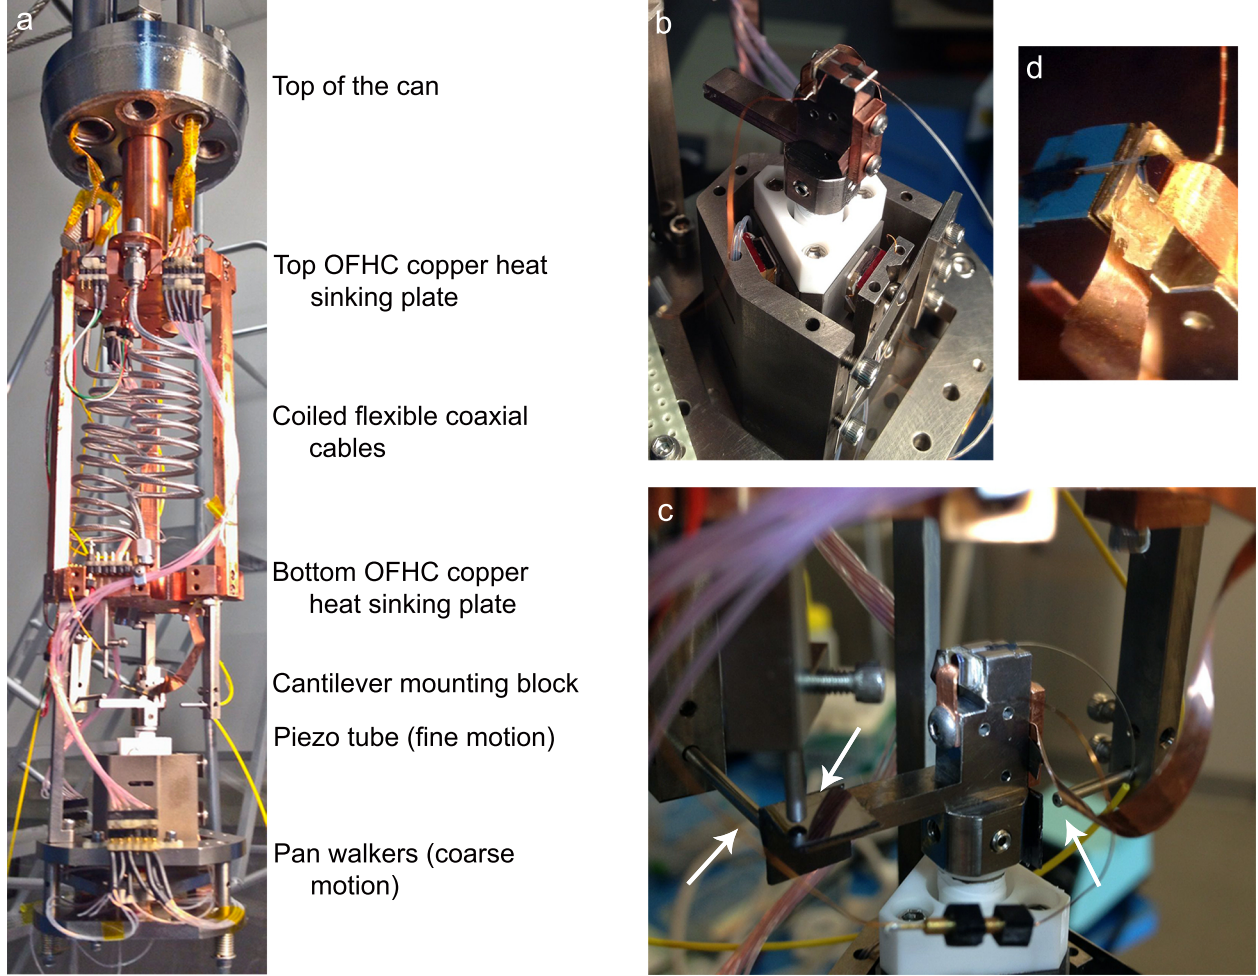 a
Top of the can
Top OFHC copper heat
sinking plate
Coiled flexible coaxial
cables
Bottom OFHC copper
heat sinking plate
Cantilever mounting block
Piezo tube (fine motion)
Pan walkers (coarse
motion)
b
d
c